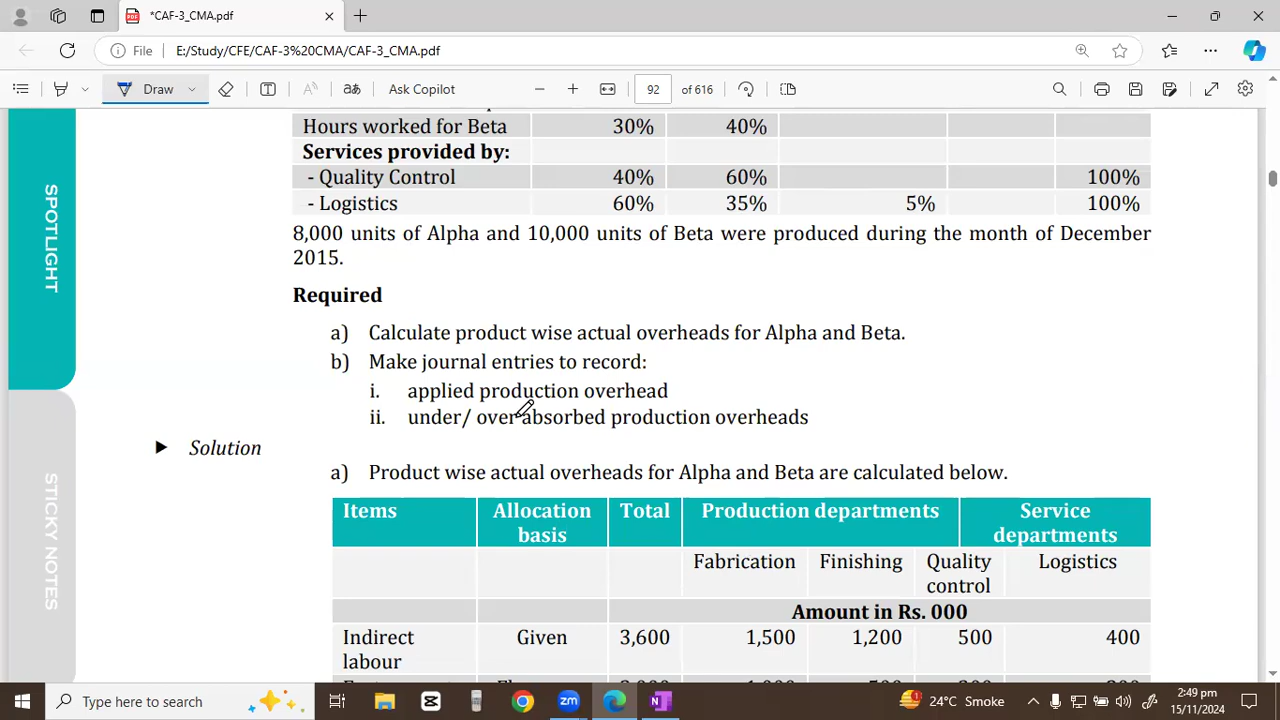 *CAF-3_CMA.pdf
File
E:/Study/CFE/CAF-3%20CMA/CAF-3_CMA.pdf
Draw
Ask Copilot
92 of 616
Hours worked for Beta 30% 40%
Services provided by:
- Quality Control 40% 60% 100%
- Logistics 60% 35% 5% 100%
8,000 units of Alpha and 10,000 units of Beta were produced during the month of December
2015.
Required
a) Calculate product wise actual overheads for Alpha and Beta.
b) Make journal entries to record:
i. applied production overhead
ii. under/ over absorbed production overheads
Solution
a) Product wise actual overheads for Alpha and Beta are calculated below.
Items Allocation basis Total Production departments Service departments
Fabrication Finishing Quality control Logistics
Amount in Rs. 000
Indirect labour Given 3,600 1,500 1,200 500 400
SPOTLIGHT
STICKY NOTES
Type here to search
zm
1
24°C Smoke
2:49 pm
15/11/2024